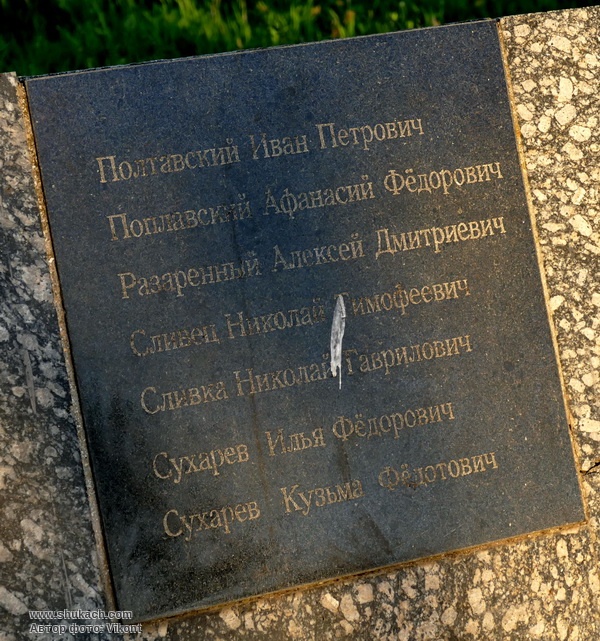 Полтавский Иван Петрович
Поплавский Афанасий Фёдорович
Разаренный Алексей Дмитриевич
Сливец Николай Тимофеевич
Сливка Николай Гаврилович
Сухарев Илья Фёдорович
Сухарев Кузьма Федотович
www.shukach.com
Автор фото: Vikont